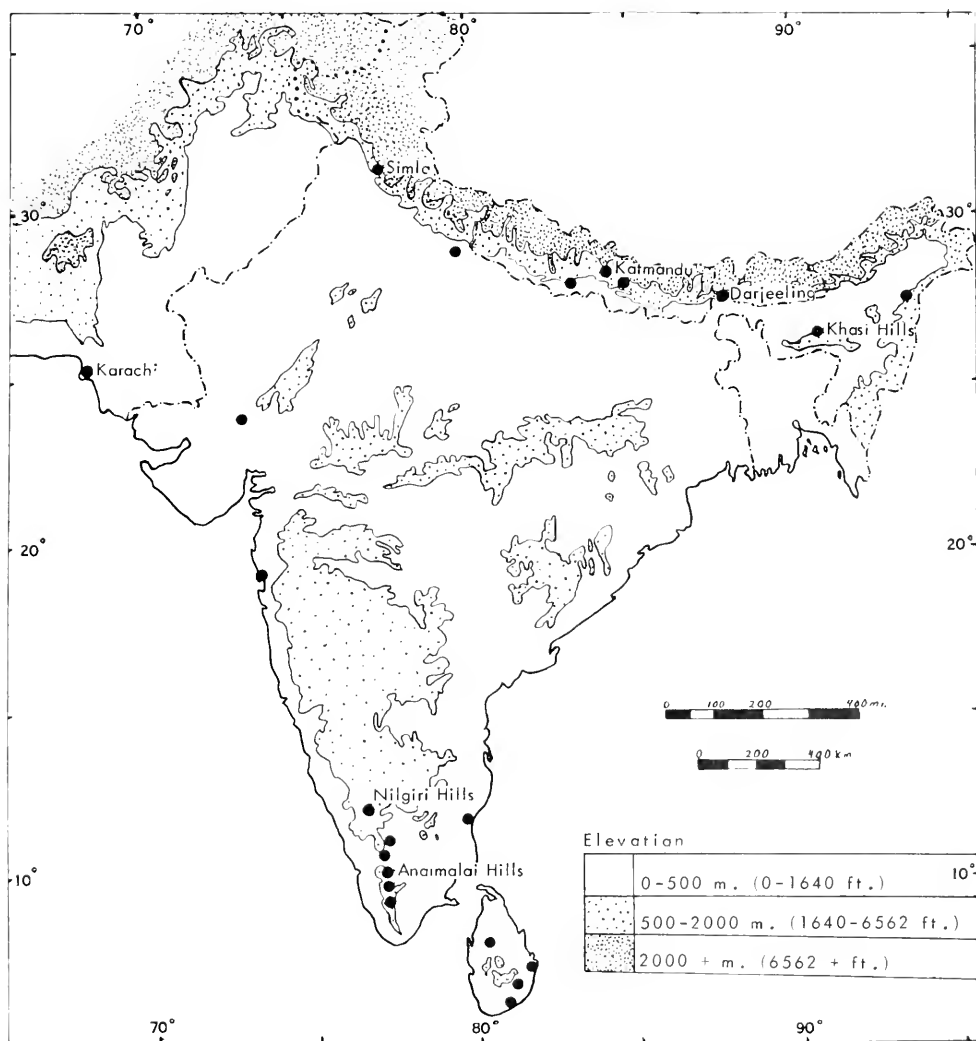 70° 80° 90°
Simla
30° 30°
Katmandu
Darjeeling
Khasi Hills
Karachi
20° 20°
0 100 200 400 mi.
0 200 400 km
Nilgiri Hills
Elevation
Anaimalai Hills
10° 10°
0-500 m. (0-1640 ft.)
500-2000 m. (1640-6562 ft.)
2000 + m. (6562 + ft.)
70° 80° 90°